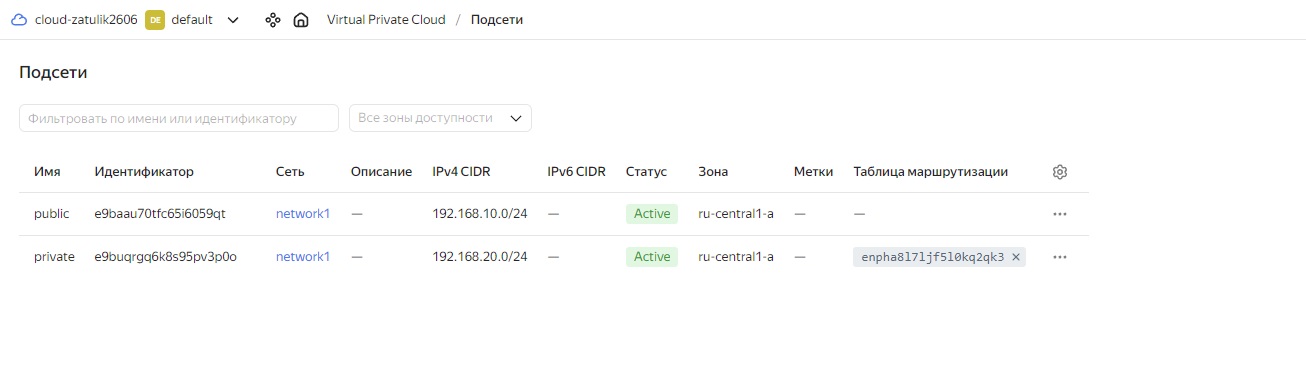 cloud-zatulik2606 DE default Virtual Private Cloud / Подсети
Подсети
Фильтровать по имени или идентификатору Все зоны доступности
Имя Идентификатор Сеть Описание IPv4 CIDR IPv6 CIDR Статус Зона Метки Таблица маршрутизации
public e9baau70tfc65i6059qt network1 — 192.168.10.0/24 — Active ru-central1-a — —
private e9buqrgq6k8s95pv3p0o network1 — 192.168.20.0/24 — Active ru-central1-a — enpha8l7ljf5l0kq2qk3 ×